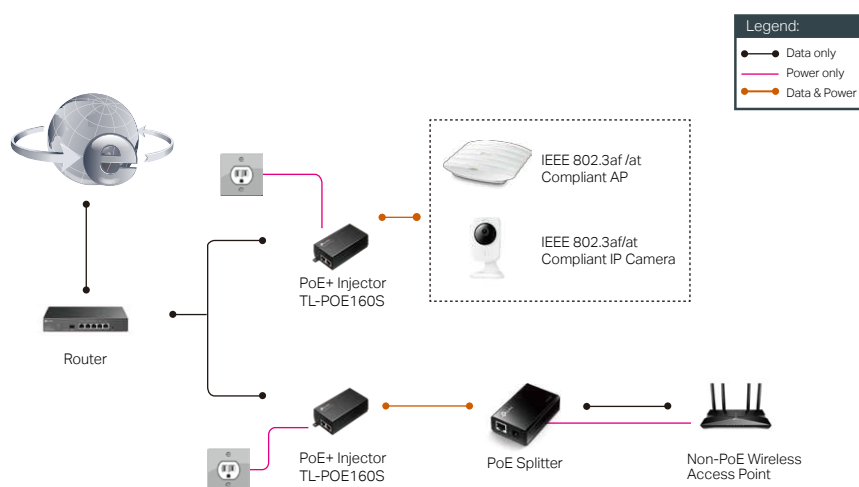 Legend:
Data only
Power only
Data & Power
IEEE 802.3af /at
Compliant AP
IEEE 802.3af/at
Compliant IP Camera
PoE+ Injector
TL-POE160S
Router
PoE+ Injector
TL-POE160S
PoE Splitter
Non-PoE Wireless
Access Point